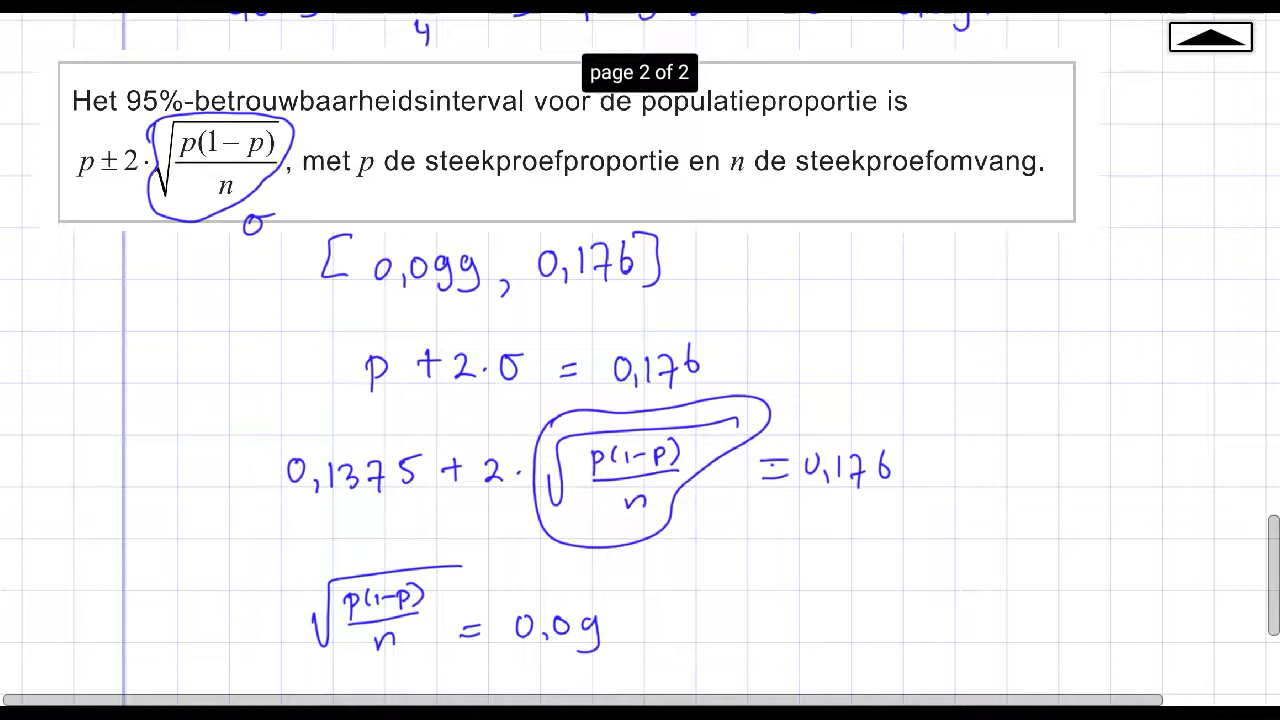 4
page 2 of 2
Het 95%-betrouwbaarheidsinterval voor de populatieproportie is
p ± 2 · √(p(1 − p)/n), met p de steekproefproportie en n de steekproefomvang.
σ
[0,099, 0,176]
p + 2 · σ = 0,176
0,1375 + 2 · √(p(1-p)/n) = 0,176
√(p(1-p)/n) = 0,09